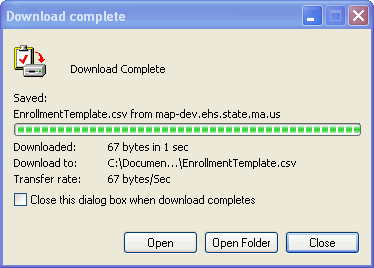 Download complete
Download Complete
Saved:
EnrollmentTemplate.csv from map-dev.ehs.state.ma.us
Downloaded: 67 bytes in 1 sec
Download to: C:\Documen...\EnrollmentTemplate.csv
Transfer rate: 67 bytes/Sec
Close this dialog box when download completes
Open Open Folder Close